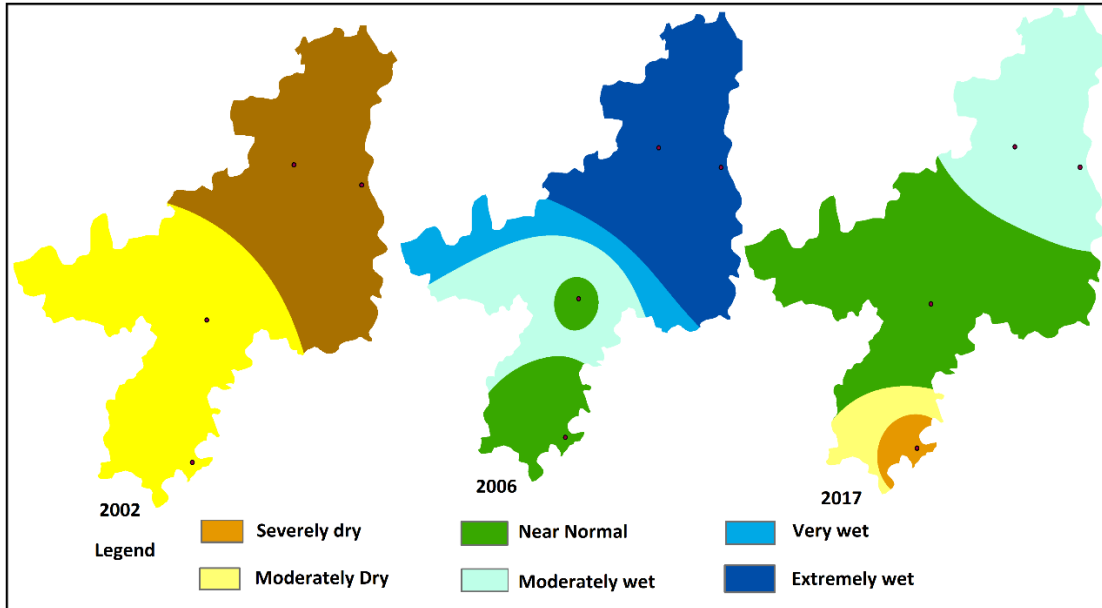 2002
2006
2017
Legend
Severely dry
Near Normal
Very wet
Moderately Dry
Moderately wet
Extremely wet